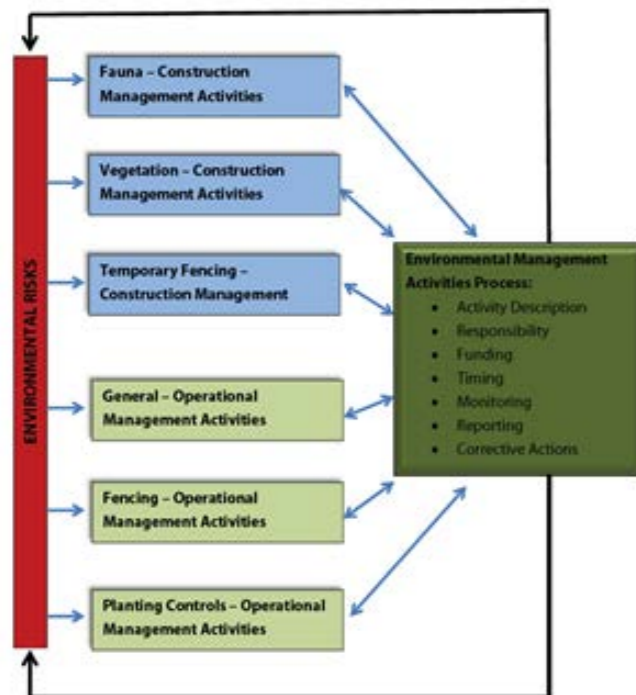 ENVIRONMENTAL RISKS
Fauna – Construction
Management Activities
Vegetation – Construction
Management Activities
Temporary Fencing –
Construction Management
General – Operational
Management Activities
Fencing – Operational
Management Activities
Planting Controls – Operational
Management Activities
Environmental Management
Activities Process:
• Activity Description
• Responsibility
• Funding
• Timing
• Monitoring
• Reporting
• Corrective Actions